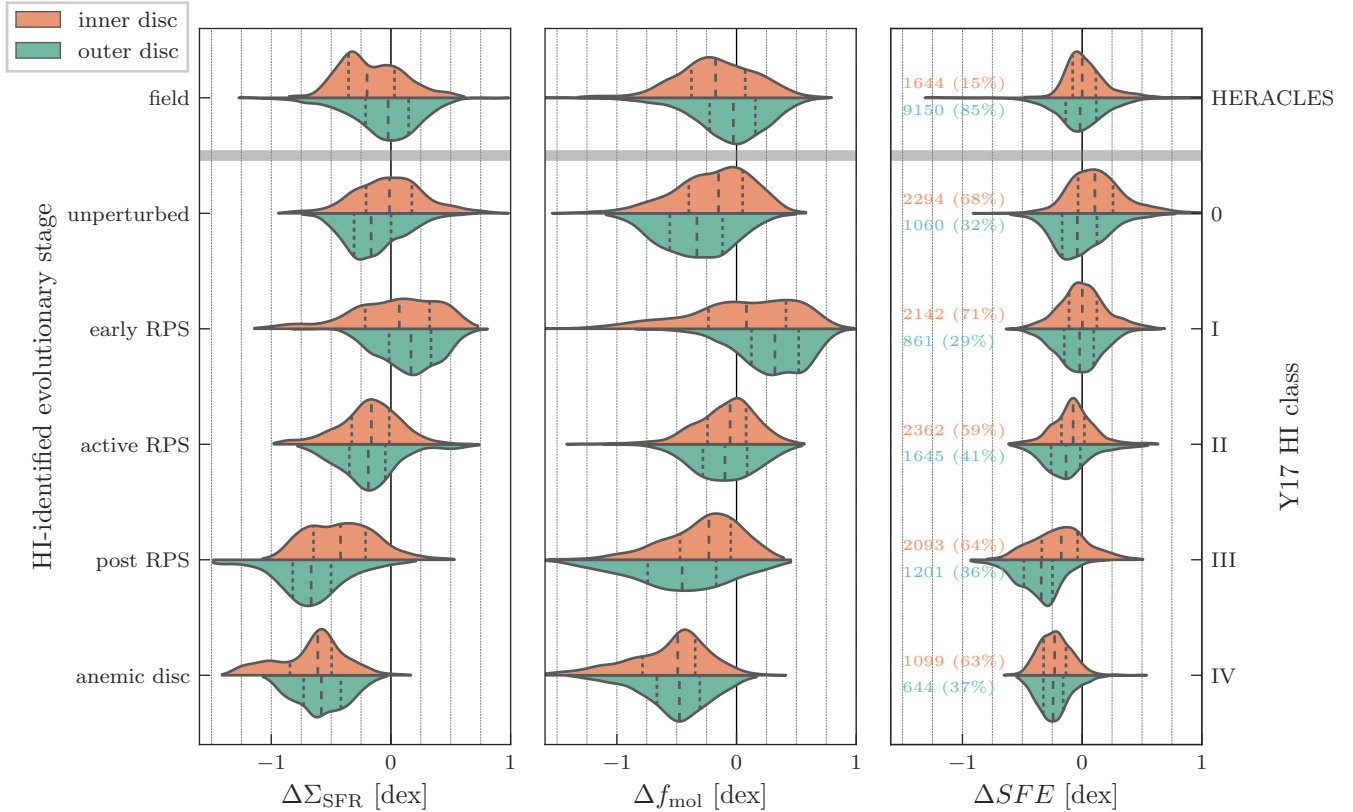 inner disc
outer disc
field
unperturbed
early RPS
active RPS
post RPS
anemic disc
HI-identified evolutionary stage
1644 (15%)
9150 (85%)
2294 (68%)
1060 (32%)
2142 (71%)
861 (29%)
2362 (59%)
1645 (41%)
2093 (64%)
1201 (36%)
1099 (63%)
644 (37%)
HERACLES
0
I
II
III
IV
Y17 HI class
−1 0 1
−1 0 1
−1 0 1
ΔΣ_SFR [dex]
Δf_mol [dex]
ΔSFE [dex]